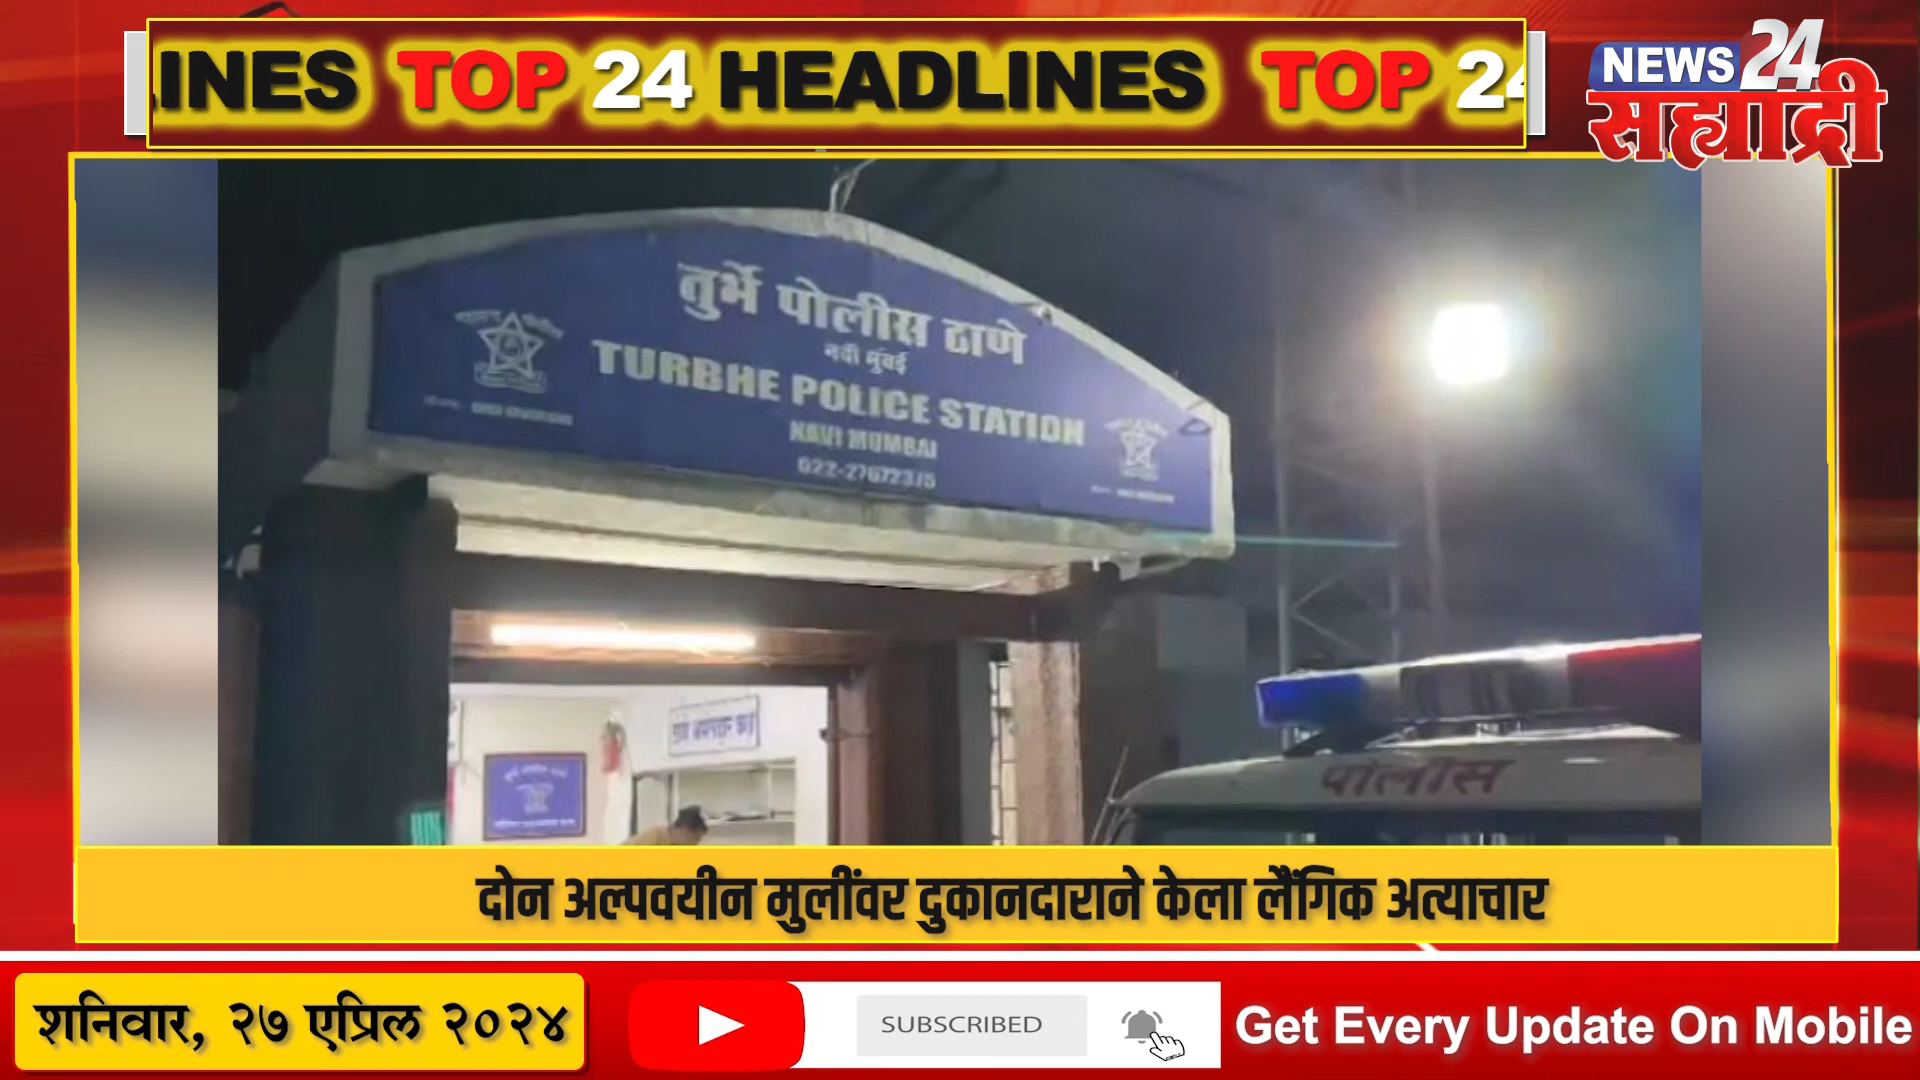 INES TOP 24 HEADLINES TOP 24
NEWS 24
सह्याद्री
तुर्भे पोलीस ठाणे
नवी मुंबई
TURBHE POLICE STATION
NAVI MUMBAI
पोलीस
दोन अल्पवयीन मुलींवर दुकानदाराने केला लैंगिक अत्याचार
शनिवार, २७ एप्रिल २०२४
SUBSCRIBED
Get Every Update On Mobile